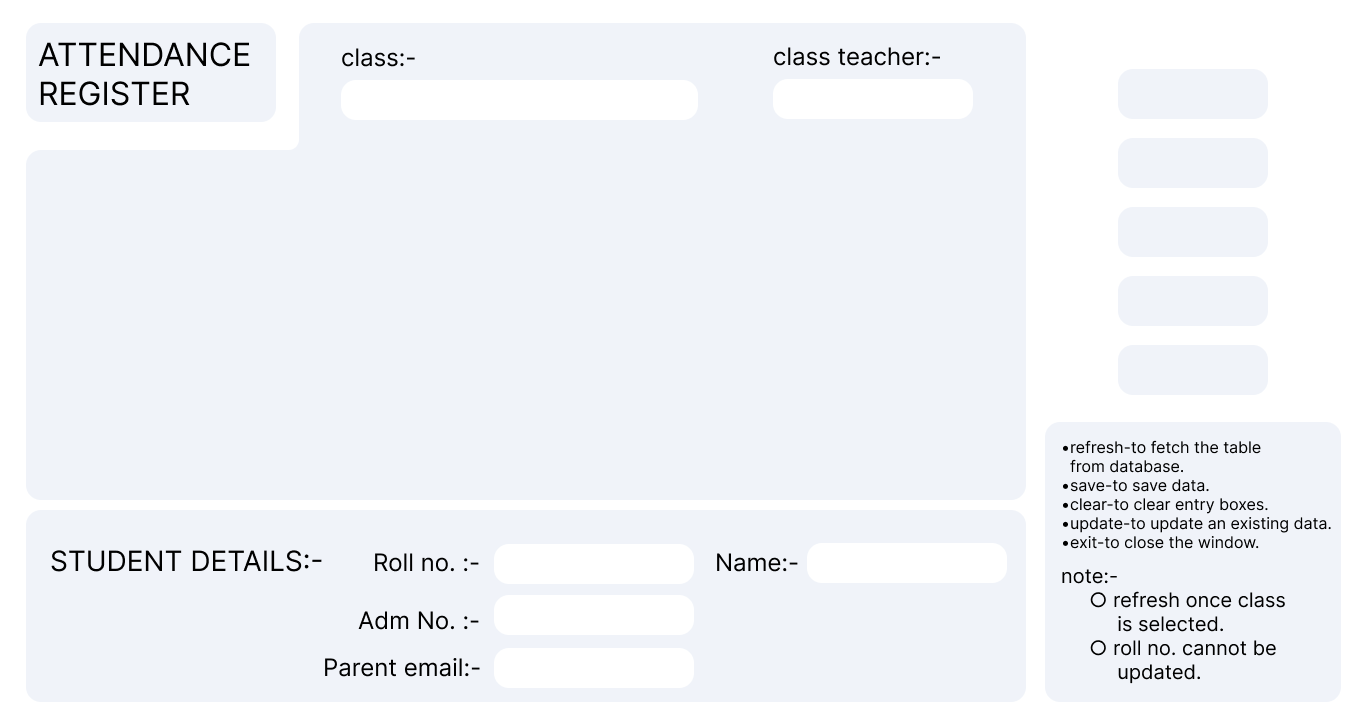 ATTENDANCE
REGISTER
class:-
class teacher:-
STUDENT DETAILS:-
Roll no. :-
Name:-
Adm No. :-
Parent email:-
•refresh-to fetch the table
from database.
•save-to save data.
•clear-to clear entry boxes.
•update-to update an existing data.
•exit-to close the window.
note:-
○ refresh once class
is selected.
○ roll no. cannot be
updated.